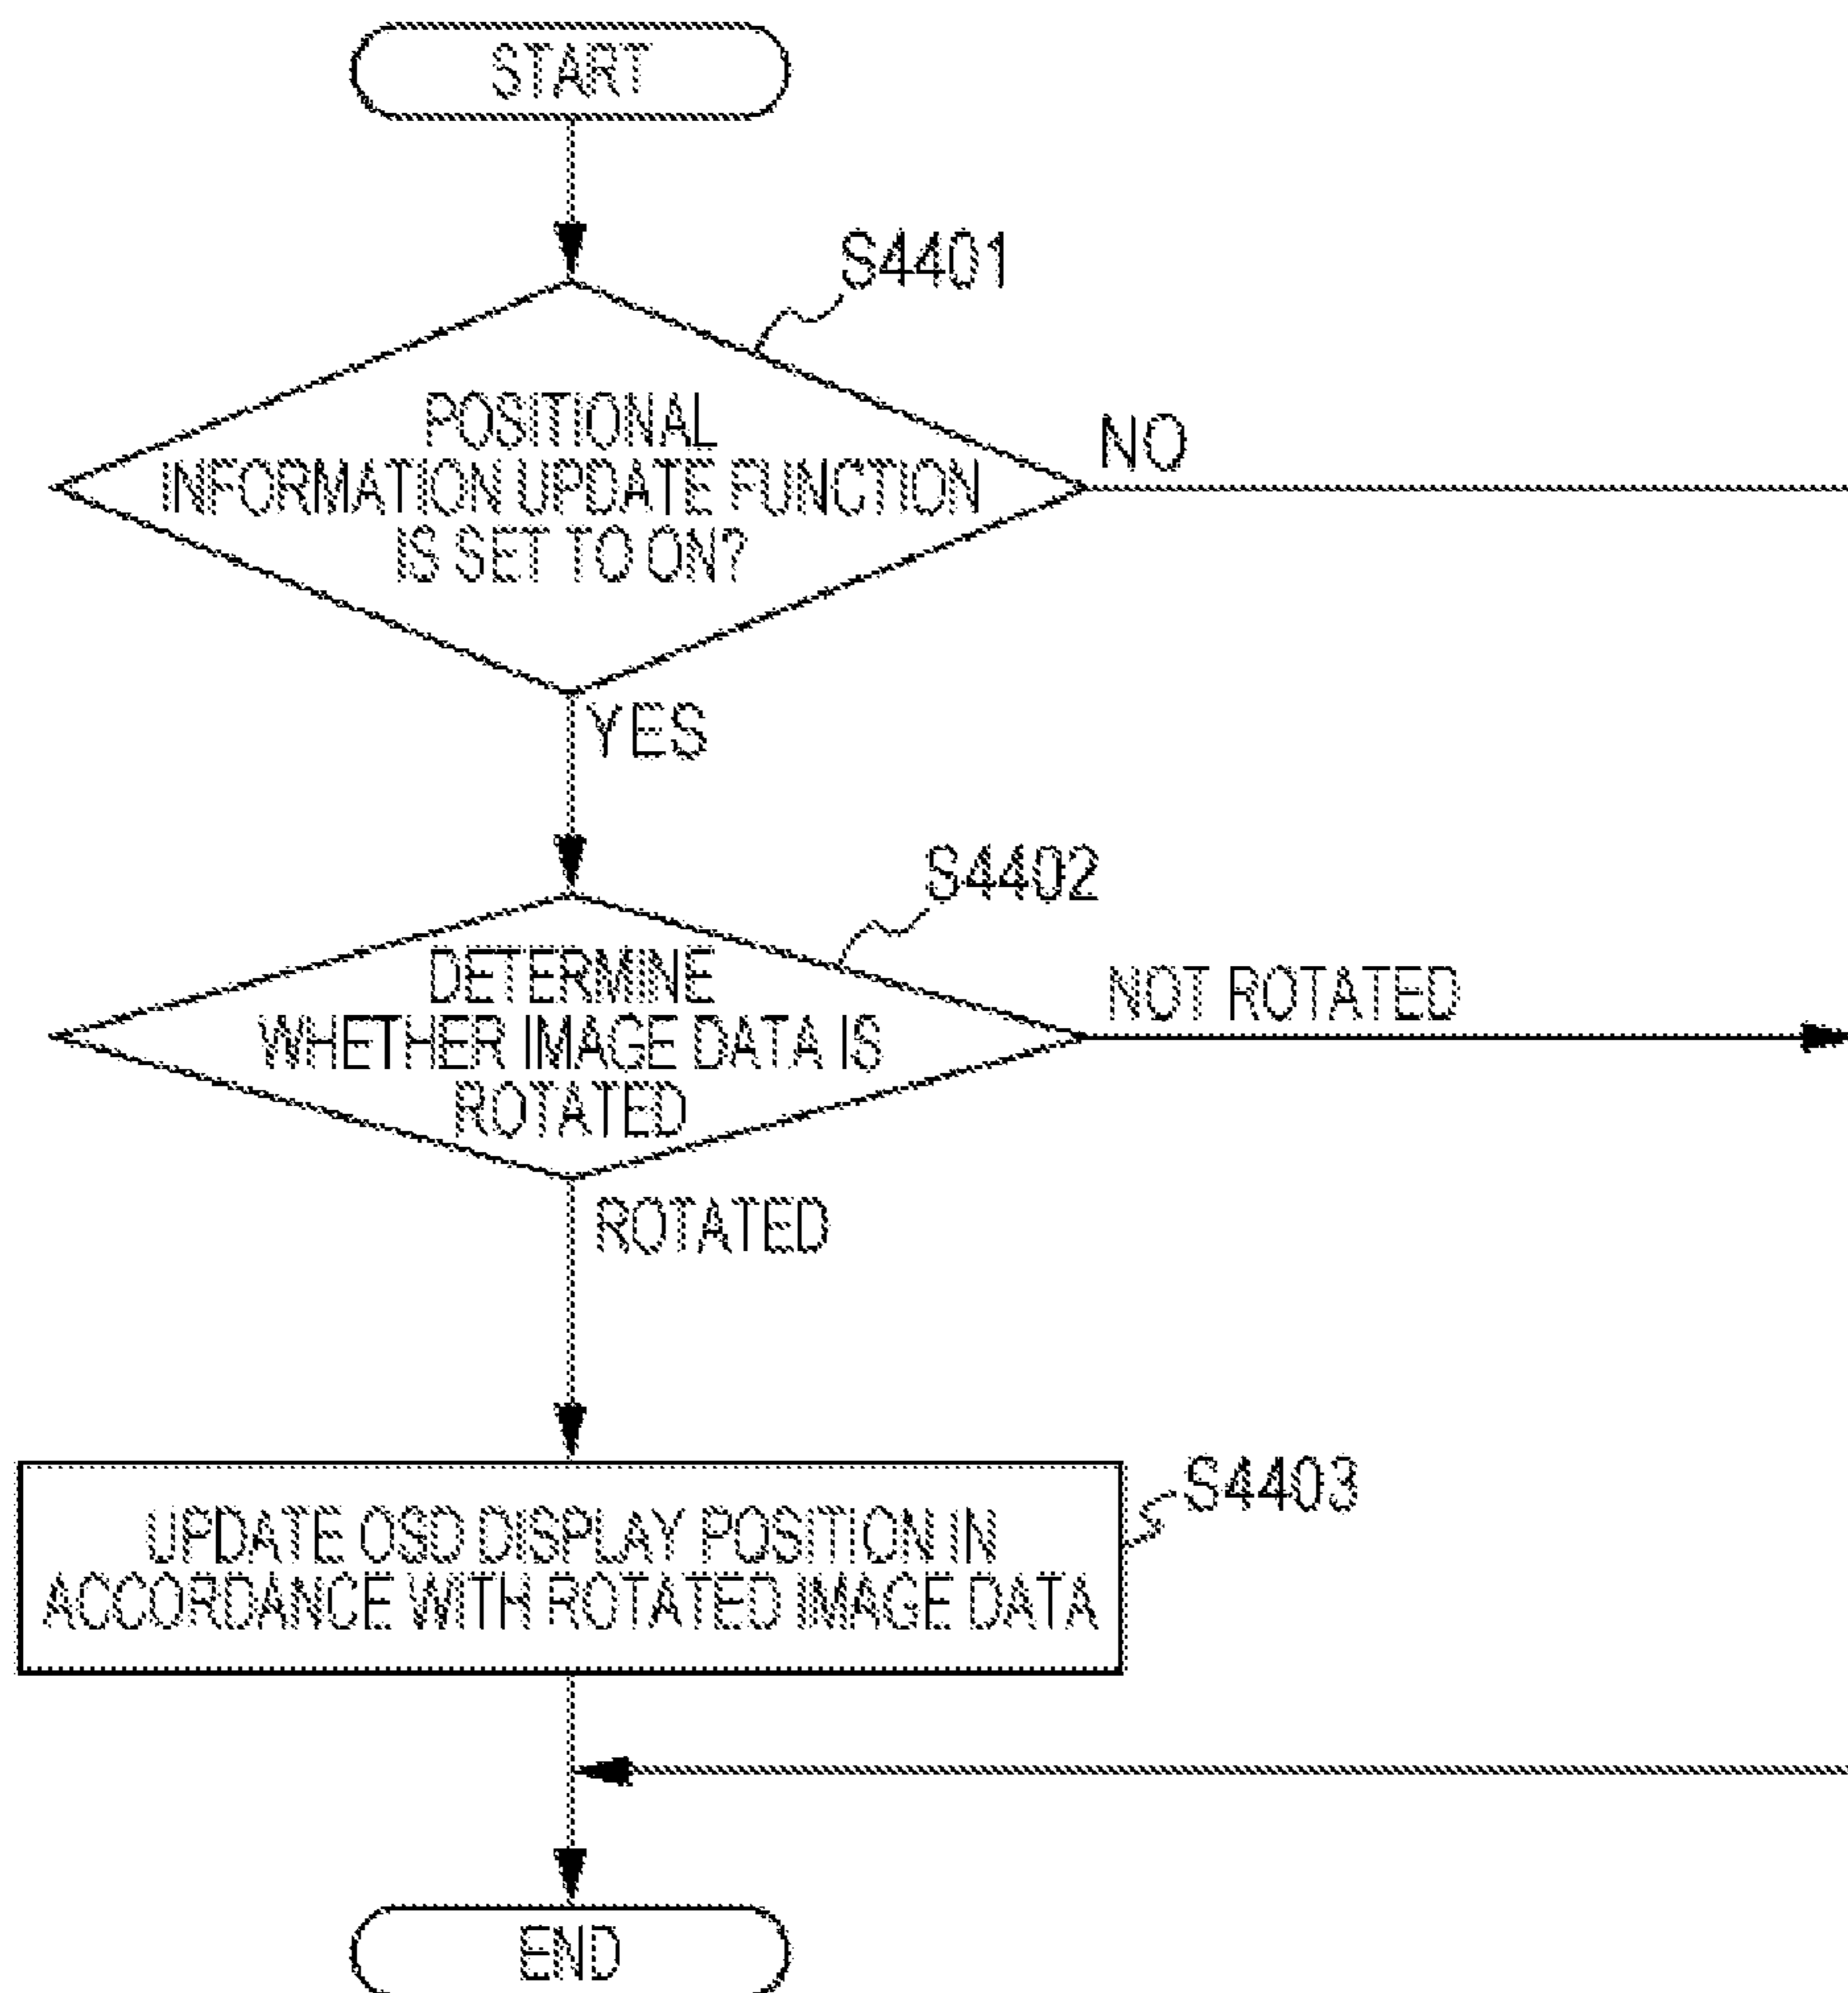 START
S4401
POSITIONAL
INFORMATION UPDATE FUNCTION
IS SET TO ON?
NO
YES
S4402
DETERMINE
WHETHER IMAGE DATA IS
ROTATED
NOT ROTATED
ROTATED
S4403
UPDATE OSD DISPLAY POSITION IN
ACCORDANCE WITH ROTATED IMAGE DATA
END